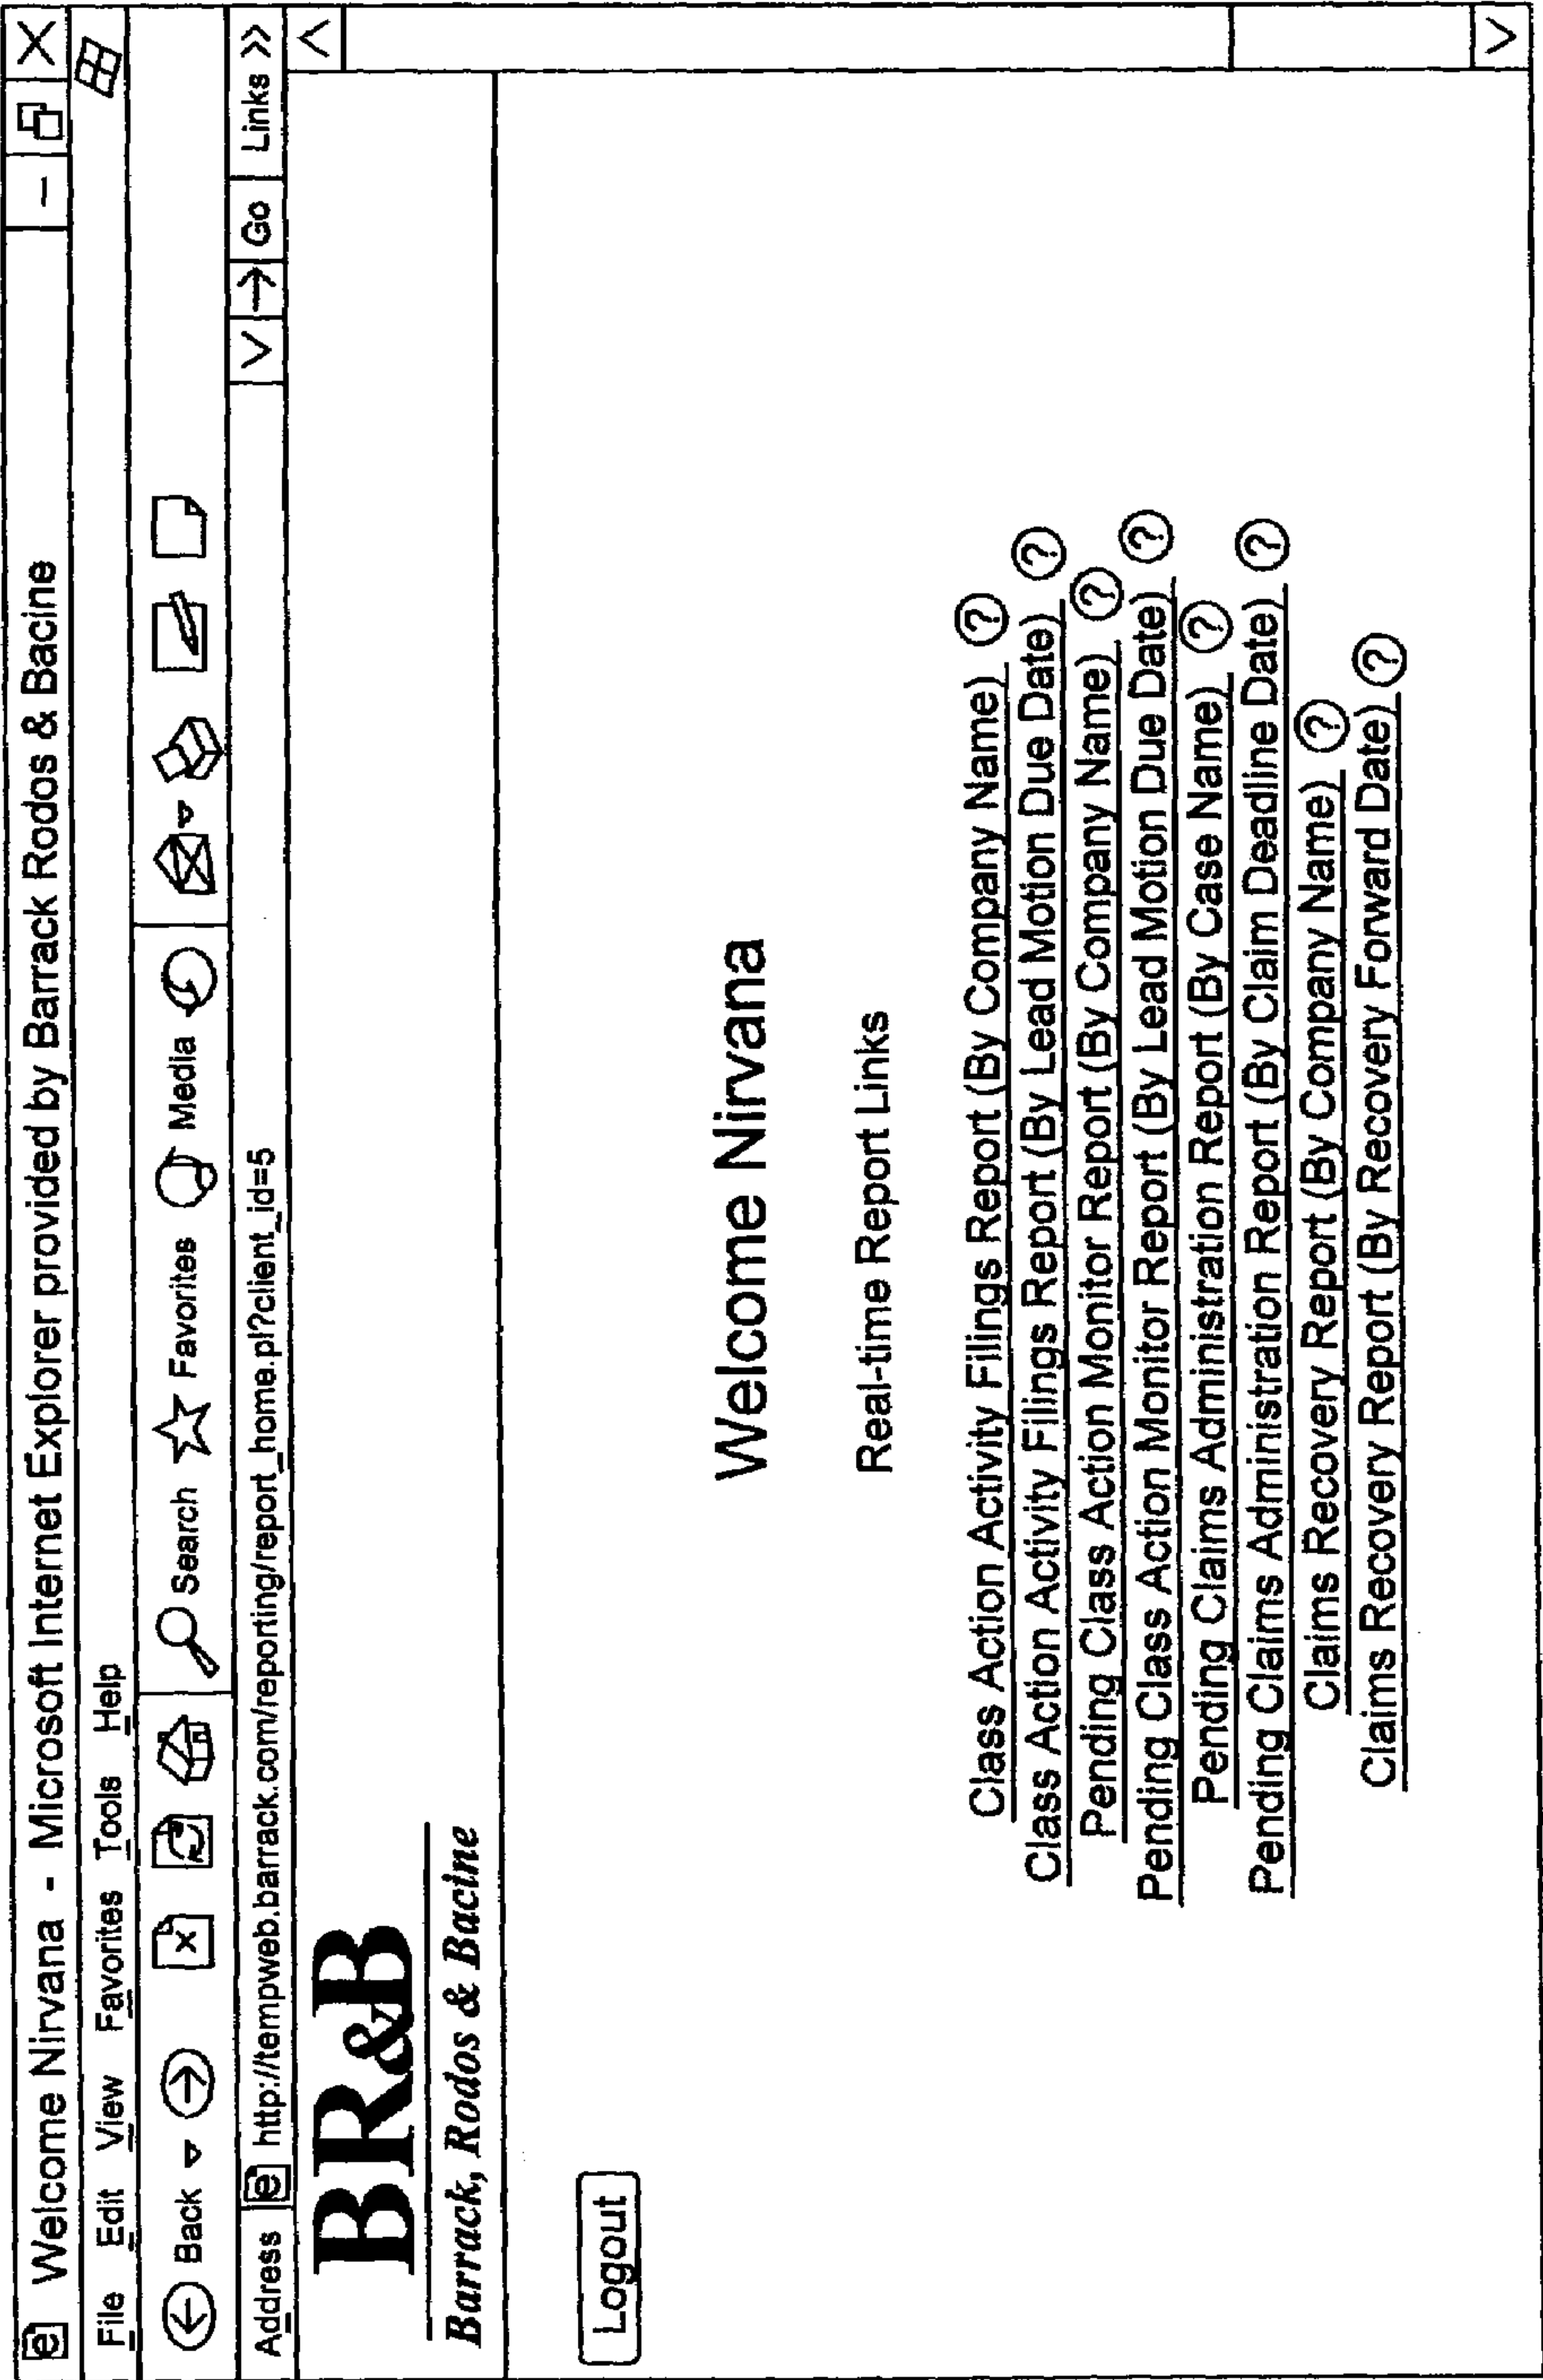 Welcome Nirvana - Microsoft Internet Explorer provided by Barrack Rodos & Bacine
File Edit View Favorites Tools Help
Back Search Favorites Media
Address http://tempweb.barrack.com/reporting/report_home.pl?client_id=5 Go Links >>
BR&B
Barrack, Rodos & Bacine
Logout
Welcome Nirvana
Real-time Report Links
Class Action Activity Filings Report (By Company Name) ?
Class Action Activity Filings Report (By Lead Motion Due Date) ?
Pending Class Action Monitor Report (By Company Name) ?
Pending Class Action Monitor Report (By Lead Motion Due Date) ?
Pending Claims Administration Report (By Case Name) ?
Pending Claims Administration Report (By Claim Deadline Date) ?
Claims Recovery Report (By Company Name) ?
Claims Recovery Report (By Recovery Forward Date) ?